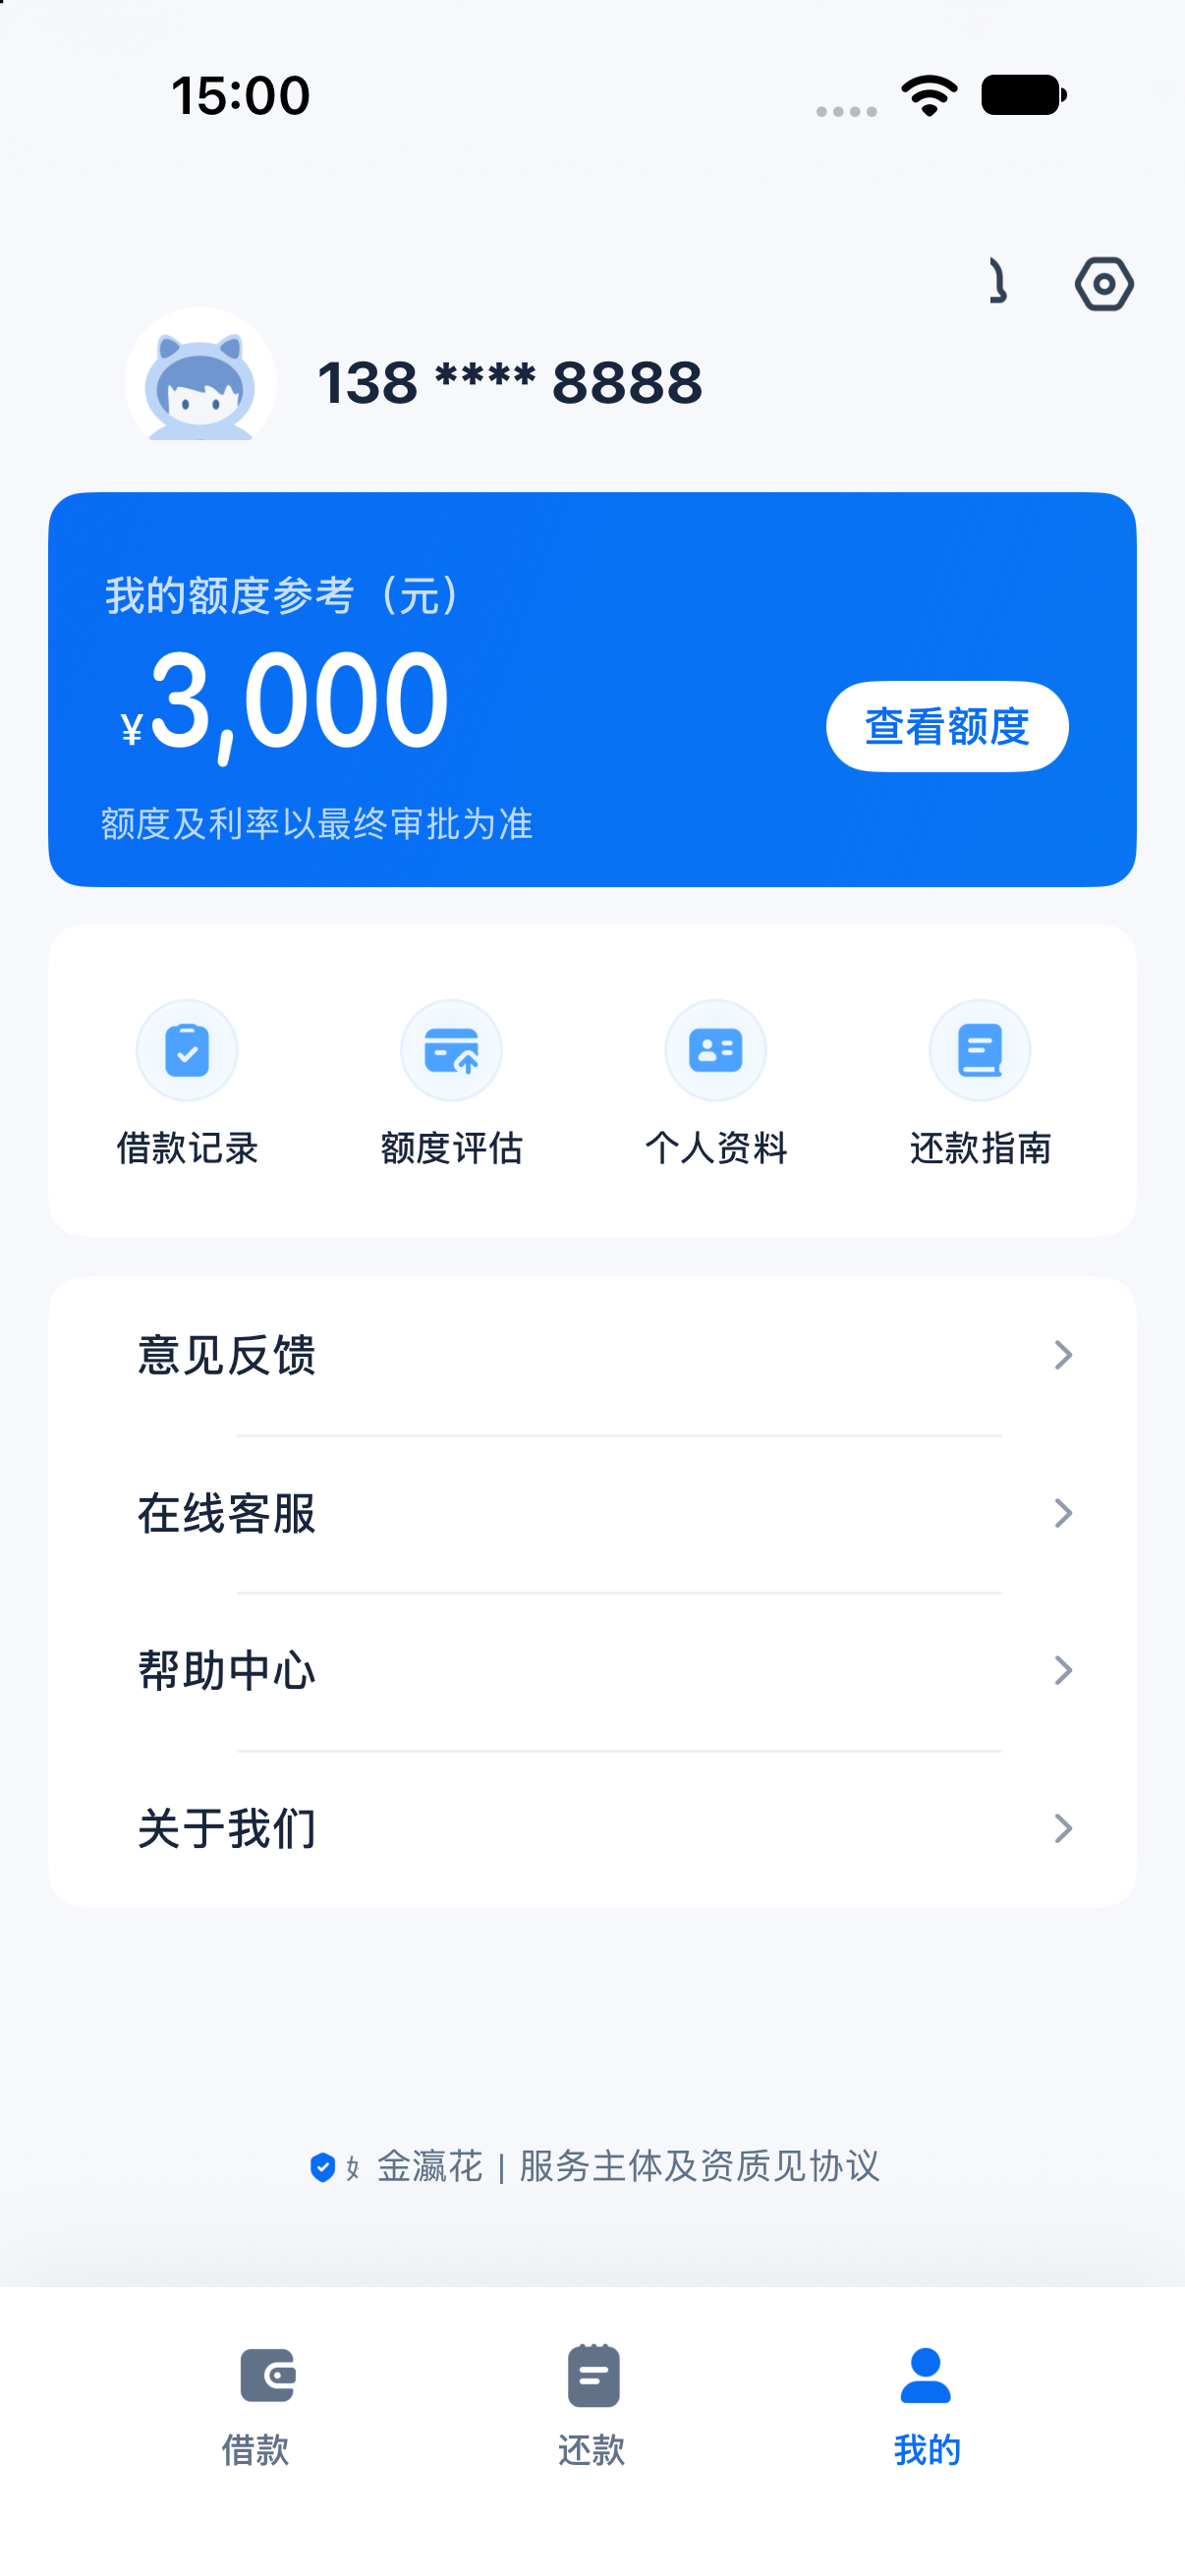 15:00
138 **** 8888
我的额度参考（元）
¥3,000
查看额度
额度及利率以最终审批为准
借款记录
额度评估
个人资料
还款指南
意见反馈
在线客服
帮助中心
关于我们
金瀛花 | 服务主体及资质见协议
借款
还款
我的